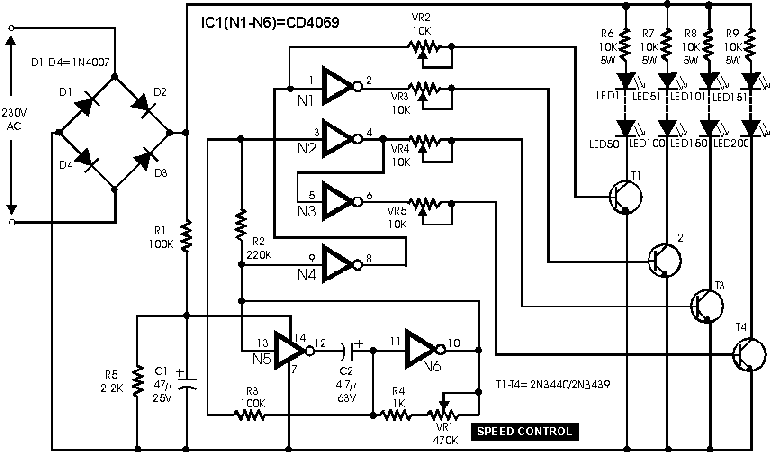 IC1(N1-N6)=CD4069
VR2
10K
R6
10K
5W
R7
10K
5W
R8
10K
5W
R9
10K
5W
D1-D4=1N4007
D1
D2
D4
D3
230V
AC
1
2
N1
VR3
10K
3
4
N2
VR4
10K
5
6
N3
VR5
10K
9
8
N4
LED1
LED51
LED101
LED151
LED50
LED100
LED150
LED200
T1
2
T3
T4
R1
100K
R2
220K
13
14
12
N5
7
C2
4.7µ
63V
11
10
N6
R5
2.2K
C1
47µ
25V
R3
100K
R4
1K
VR1
470K
T1-T4= 2N3440/2N3439
SPEED CONTROL